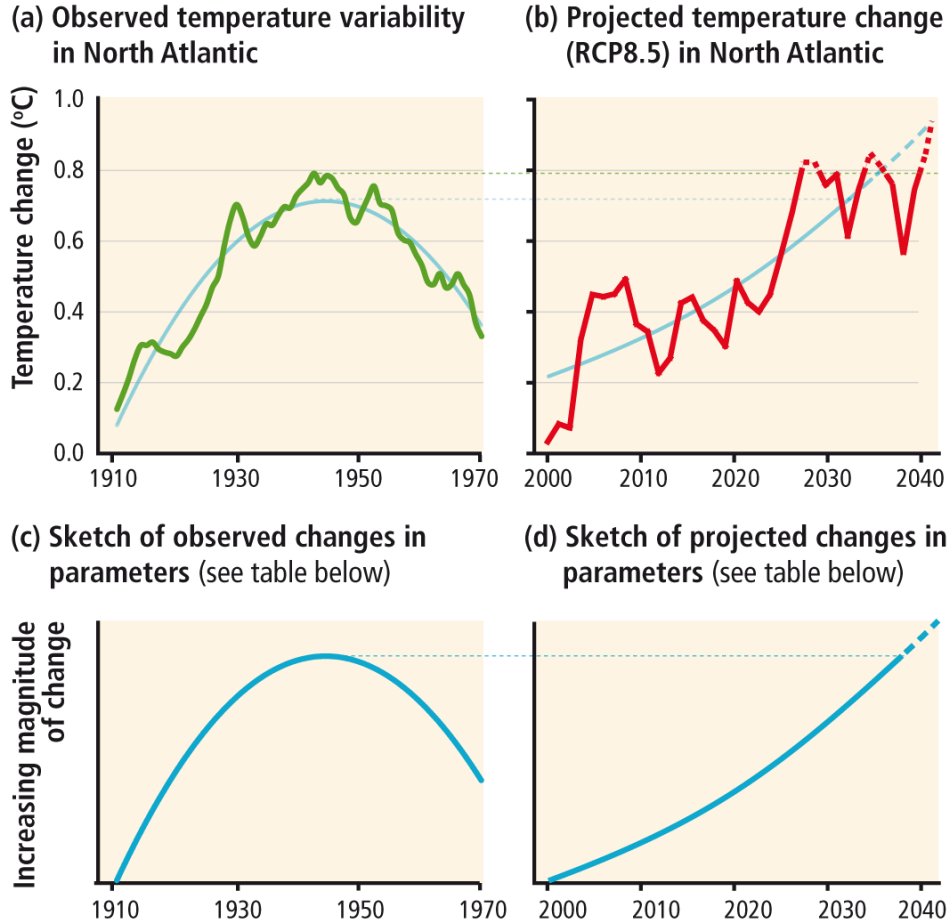 (a) Observed temperature variability
in North Atlantic
(b) Projected temperature change
(RCP8.5) in North Atlantic
Temperature change (ºC)
1.0
0.8
0.6
0.4
0.2
0.0
1910 1930 1950 1970
2000 2010 2020 2030 2040
(c) Sketch of observed changes in
parameters (see table below)
(d) Sketch of projected changes in
parameters (see table below)
Increasing magnitude
of change
1910 1930 1950 1970
2000 2010 2020 2030 2040